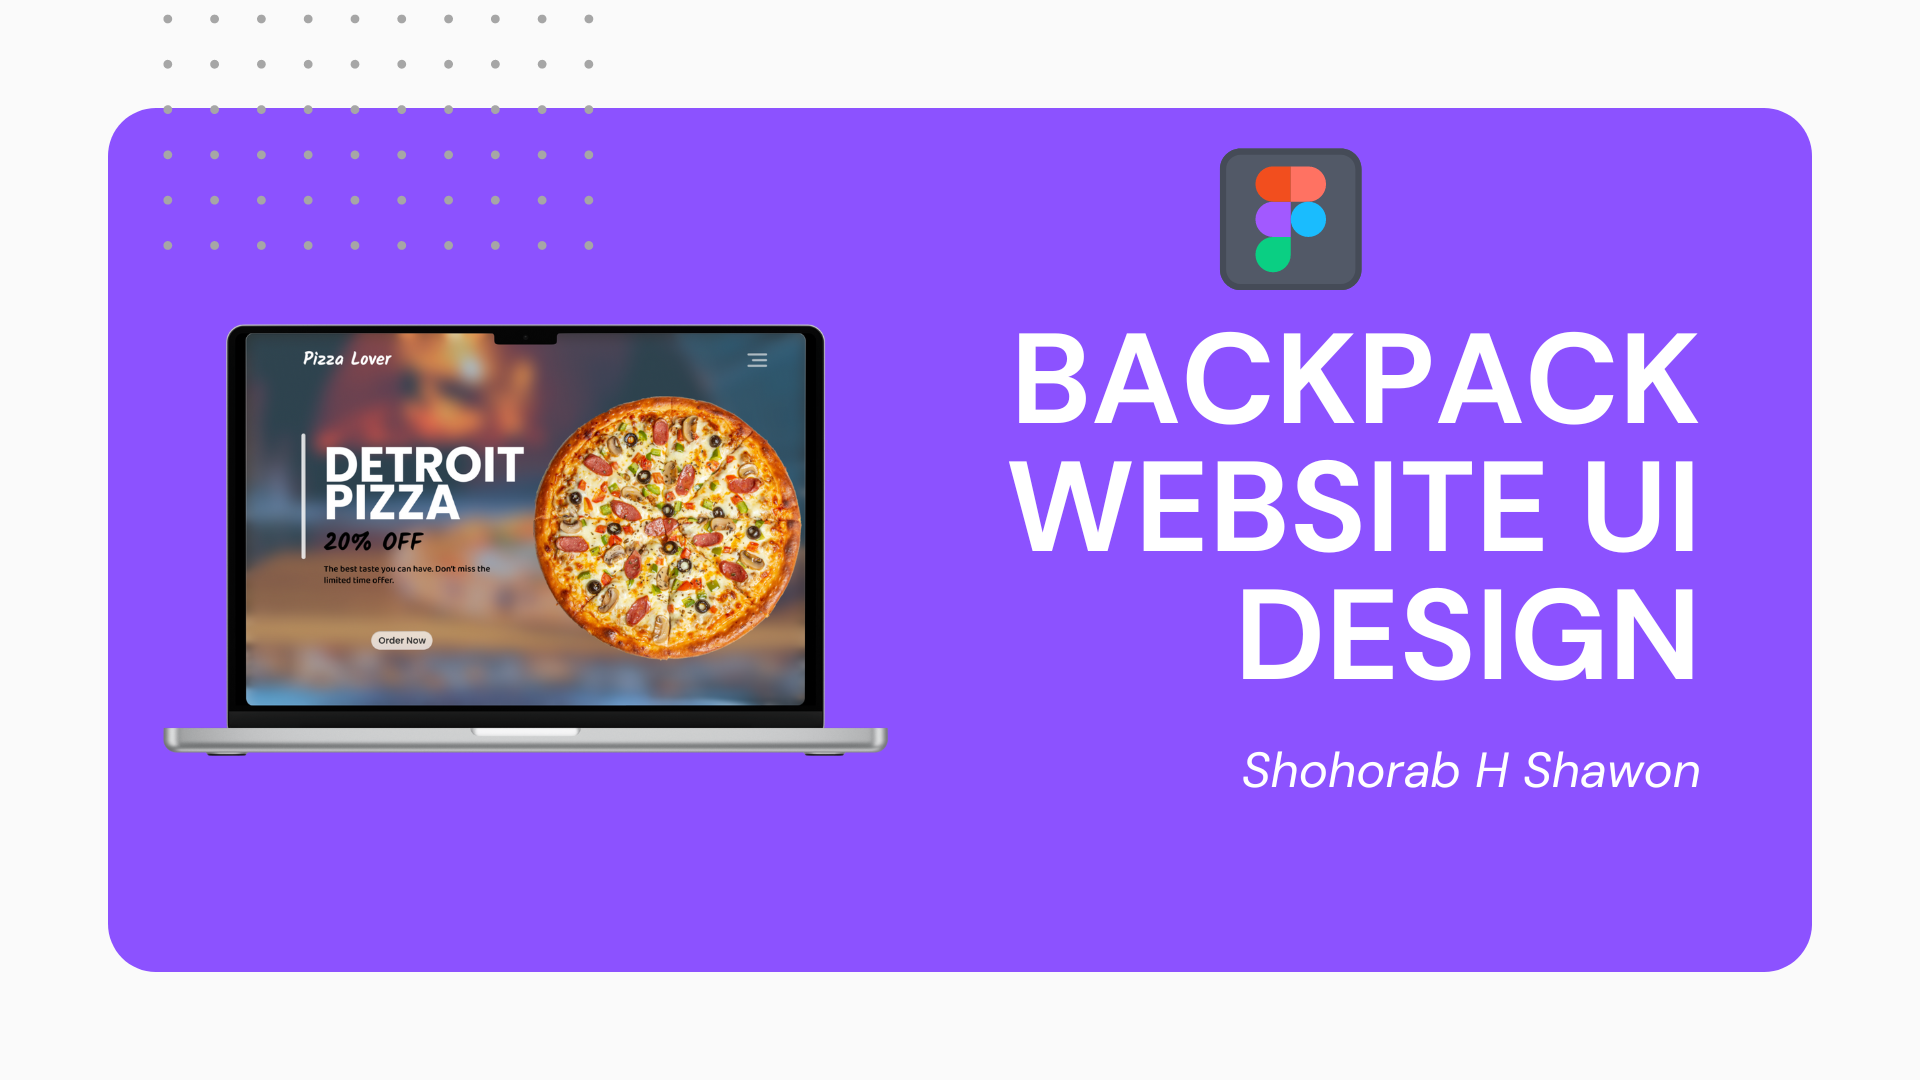 Pizza Lover
DETROIT
PIZZA
20% OFF
The best taste you can have. Don't miss the
limited time offer.
Order Now
BACKPACK
WEBSITE UI
DESIGN
Shohorab H Shawon